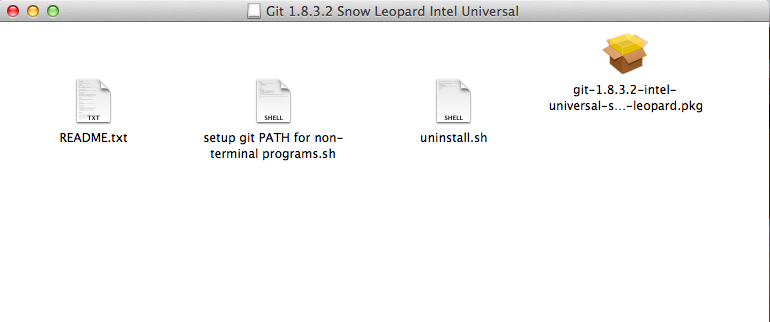 Git 1.8.3.2 Snow Leopard Intel Universal
TXT
README.txt
SHELL
setup git PATH for non-
terminal programs.sh
SHELL
uninstall.sh
git-1.8.3.2-intel-
universal-s...-leopard.pkg